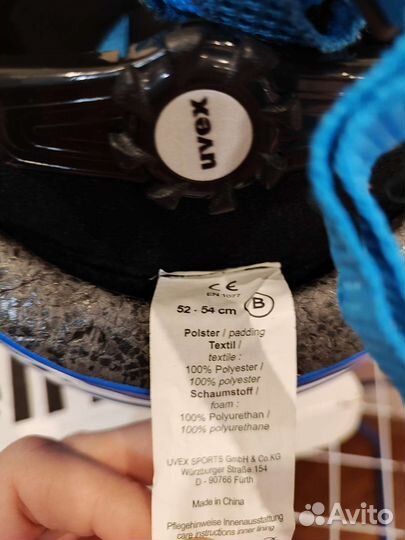 uvex
CE
EN 1077
52 - 54 cm B
Polster / padding
Textil /
textile :
100% Polyester /
100% polyester
Schaumstoff /
foam :
100% Polyurethan /
100% polyurethane
UVEX SPORTS GmbH & Co.KG
Würzburger Straße 154
D - 90766 Fürth
Made in China
Pflegehinweise Innenausstattung
care instructions inner lining
Avito